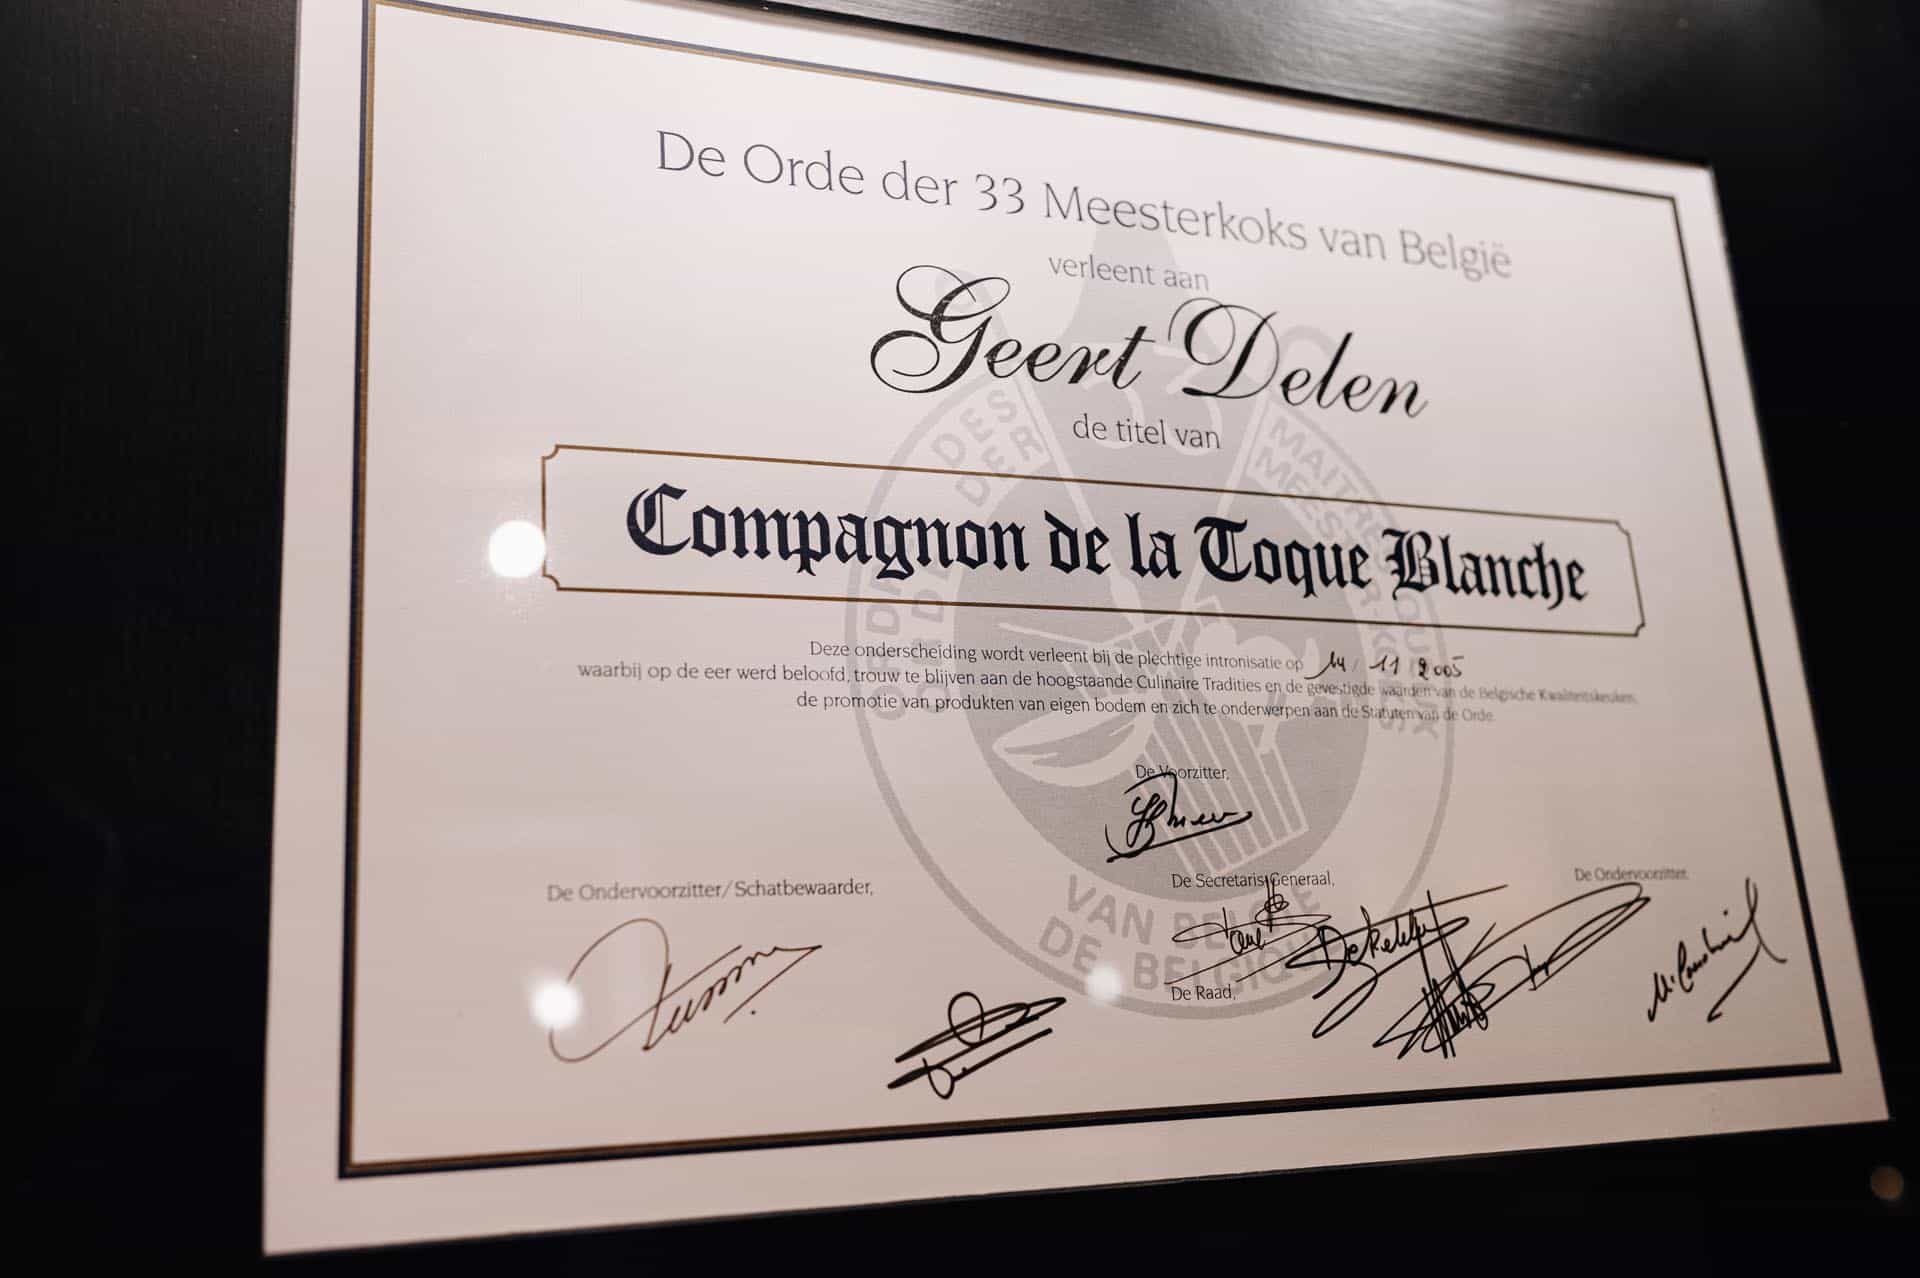 De Orde der 33 Meesterkoks van België
verleent aan
Geert Delen
de titel van
Compagnon de la Toque Blanche
Deze onderscheiding wordt verleent bij de plechtige intronisatie op 14 / 11 / 2005
waarbij op de eer werd beloofd, trouw te blijven aan de hoogstaande Culinaire Tradities en de gevestigde waarden van de Belgische Kwaliteitskeuken,
de promotie van produkten van eigen bodem en zich te onderwerpen aan de Statuten van de Orde.
De Voorzitter,
De Ondervoorzitter/Schatbewaarder,
De Secretaris Generaal,
De Ondervoorzitter,
De Raad,
DES
DER
VAN BELGIE
DE BELGIQUE